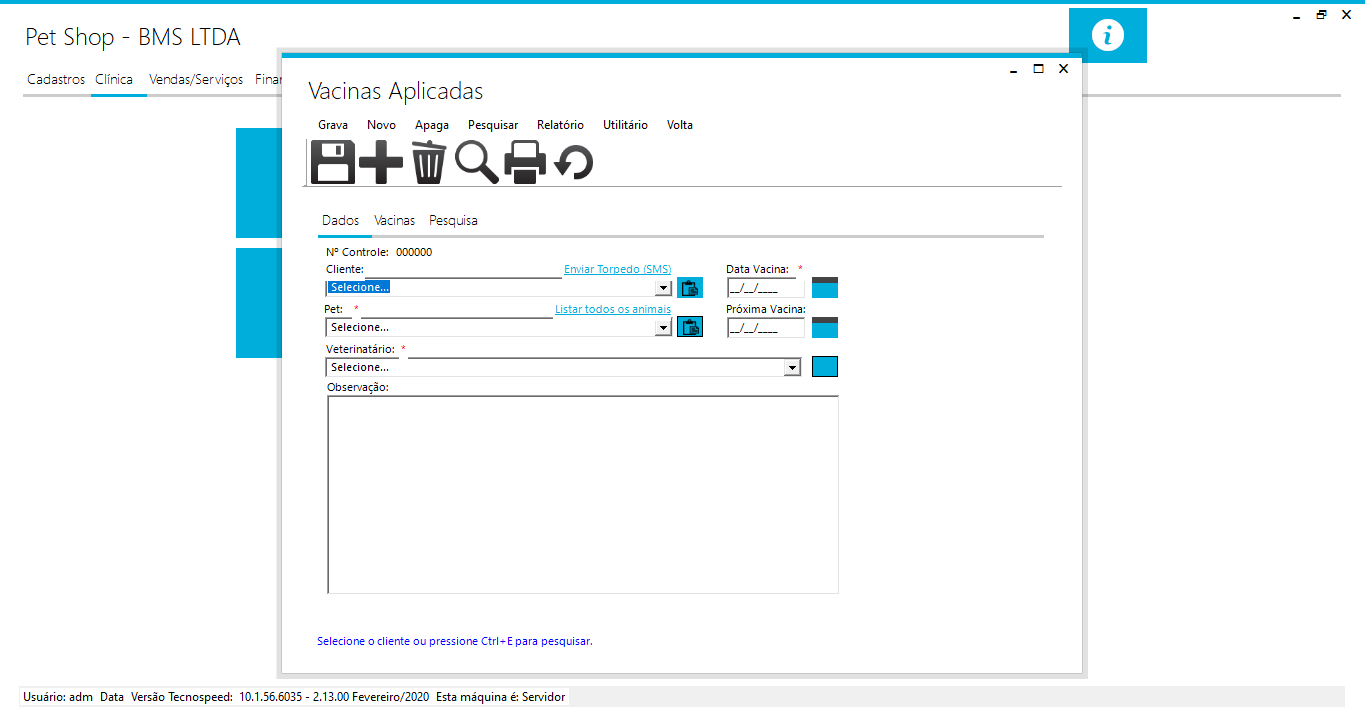 Pet Shop - BMS LTDA
Cadastros Clínica Vendas/Serviços Finan
Vacinas Aplicadas
Grava Novo Apaga Pesquisar Relatório Utilitário Volta
Dados Vacinas Pesquisa
Nº Controle: 000000
Cliente: Enviar Torpedo (SMS) Data Vacina: *
Selecione... __/__/____
Pet: * Listar todos os animais Próxima Vacina:
Selecione... __/__/____
Veterinatário: *
Selecione...
Observação:
Selecione o cliente ou pressione Ctrl+E para pesquisar.
Usuário: adm Data Versão Tecnospeed: 10.1.56.6035 - 2.13.00 Fevereiro/2020 Esta máquina é: Servidor